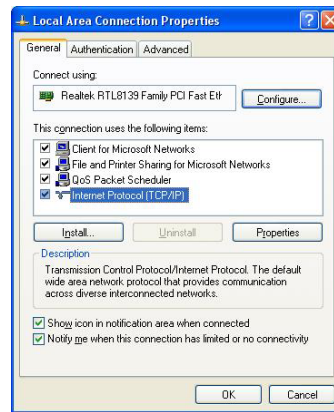 Local Area Connection Properties
General Authentication Advanced
Connect using:
Realtek RTL8139 Family PCI Fast Eth
Configure...
This connection uses the following items:
Client for Microsoft Networks
File and Printer Sharing for Microsoft Networks
QoS Packet Scheduler
Internet Protocol (TCP/IP)
Install... Uninstall Properties
Description
Transmission Control Protocol/Internet Protocol. The default
wide area network protocol that provides communication
across diverse interconnected networks.
Show icon in notification area when connected
Notify me when this connection has limited or no connectivity
OK Cancel